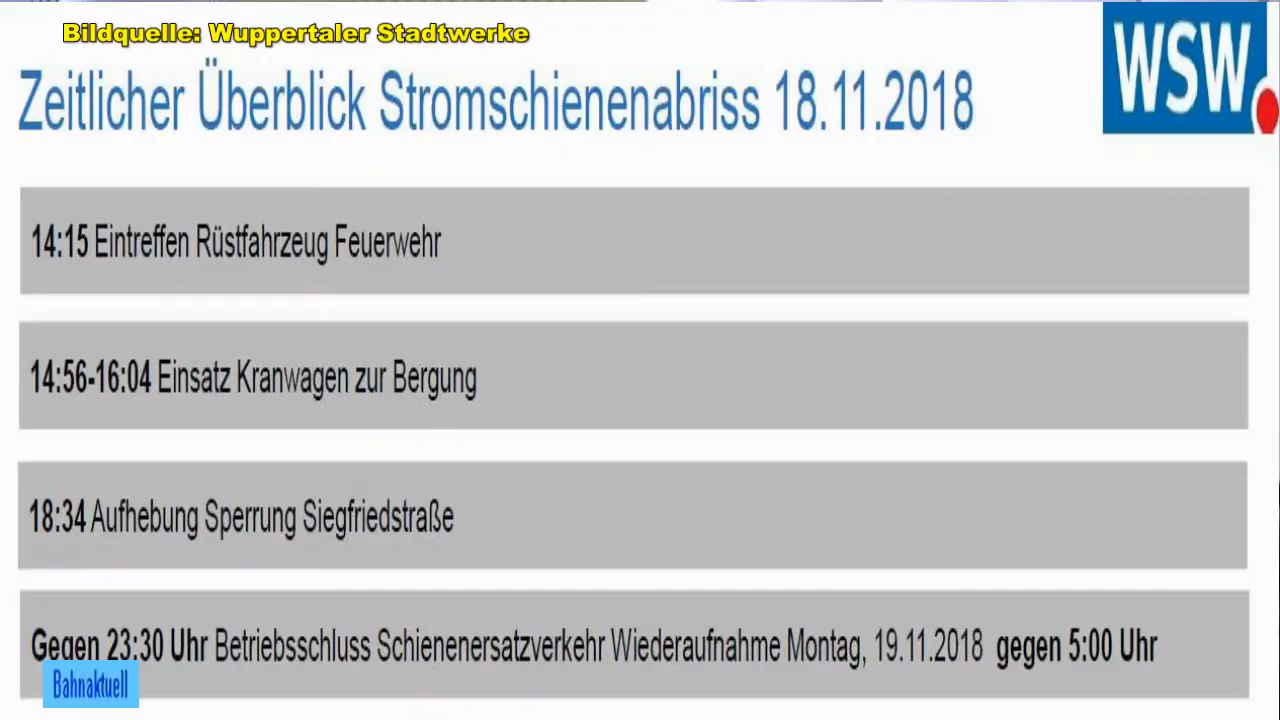 Bildquelle: Wuppertaler Stadtwerke
WSW.
Zeitlicher Überblick Stromschienenabriss 18.11.2018
14:15 Eintreffen Rüstfahrzeug Feuerwehr
14:56-16:04 Einsatz Kranwagen zur Bergung
18:34 Aufhebung Sperrung Siegfriedstraße
Gegen 23:30 Uhr Betriebsschluss Schienenersatzverkehr Wiederaufnahme Montag, 19.11.2018 gegen 5:00 Uhr
Bahnaktuell